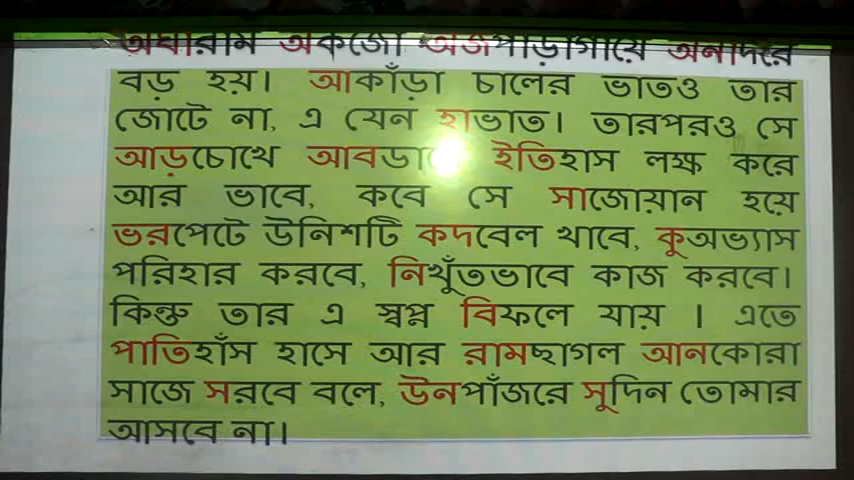 অঘারাম অকজো অজপাড়াগায়ে অনাদরে
বড় হয়। আকাঁড়া চালের ভাতও তার
জোটে না, এ যেন হাভাত। তারপরও সে
আড়চোখে ইতিহাস লক্ষ করে
আর ভাবে, কবে সে সাজোয়ান হয়ে
ভরপেটে উনিশটি কদবেল খাবে, কুঅভ্যাস
পরিহার করবে, নিখুঁতভাবে কাজ করবে।
কিন্তু তার এ স্বপ্ন বিফলে যায় । এতে
পাতিহাঁস হাসে আর রামছাগল আনকোরা
সাজে সরবে বলে, উনপাঁজরে সুদিন তোমার
আসবে না।